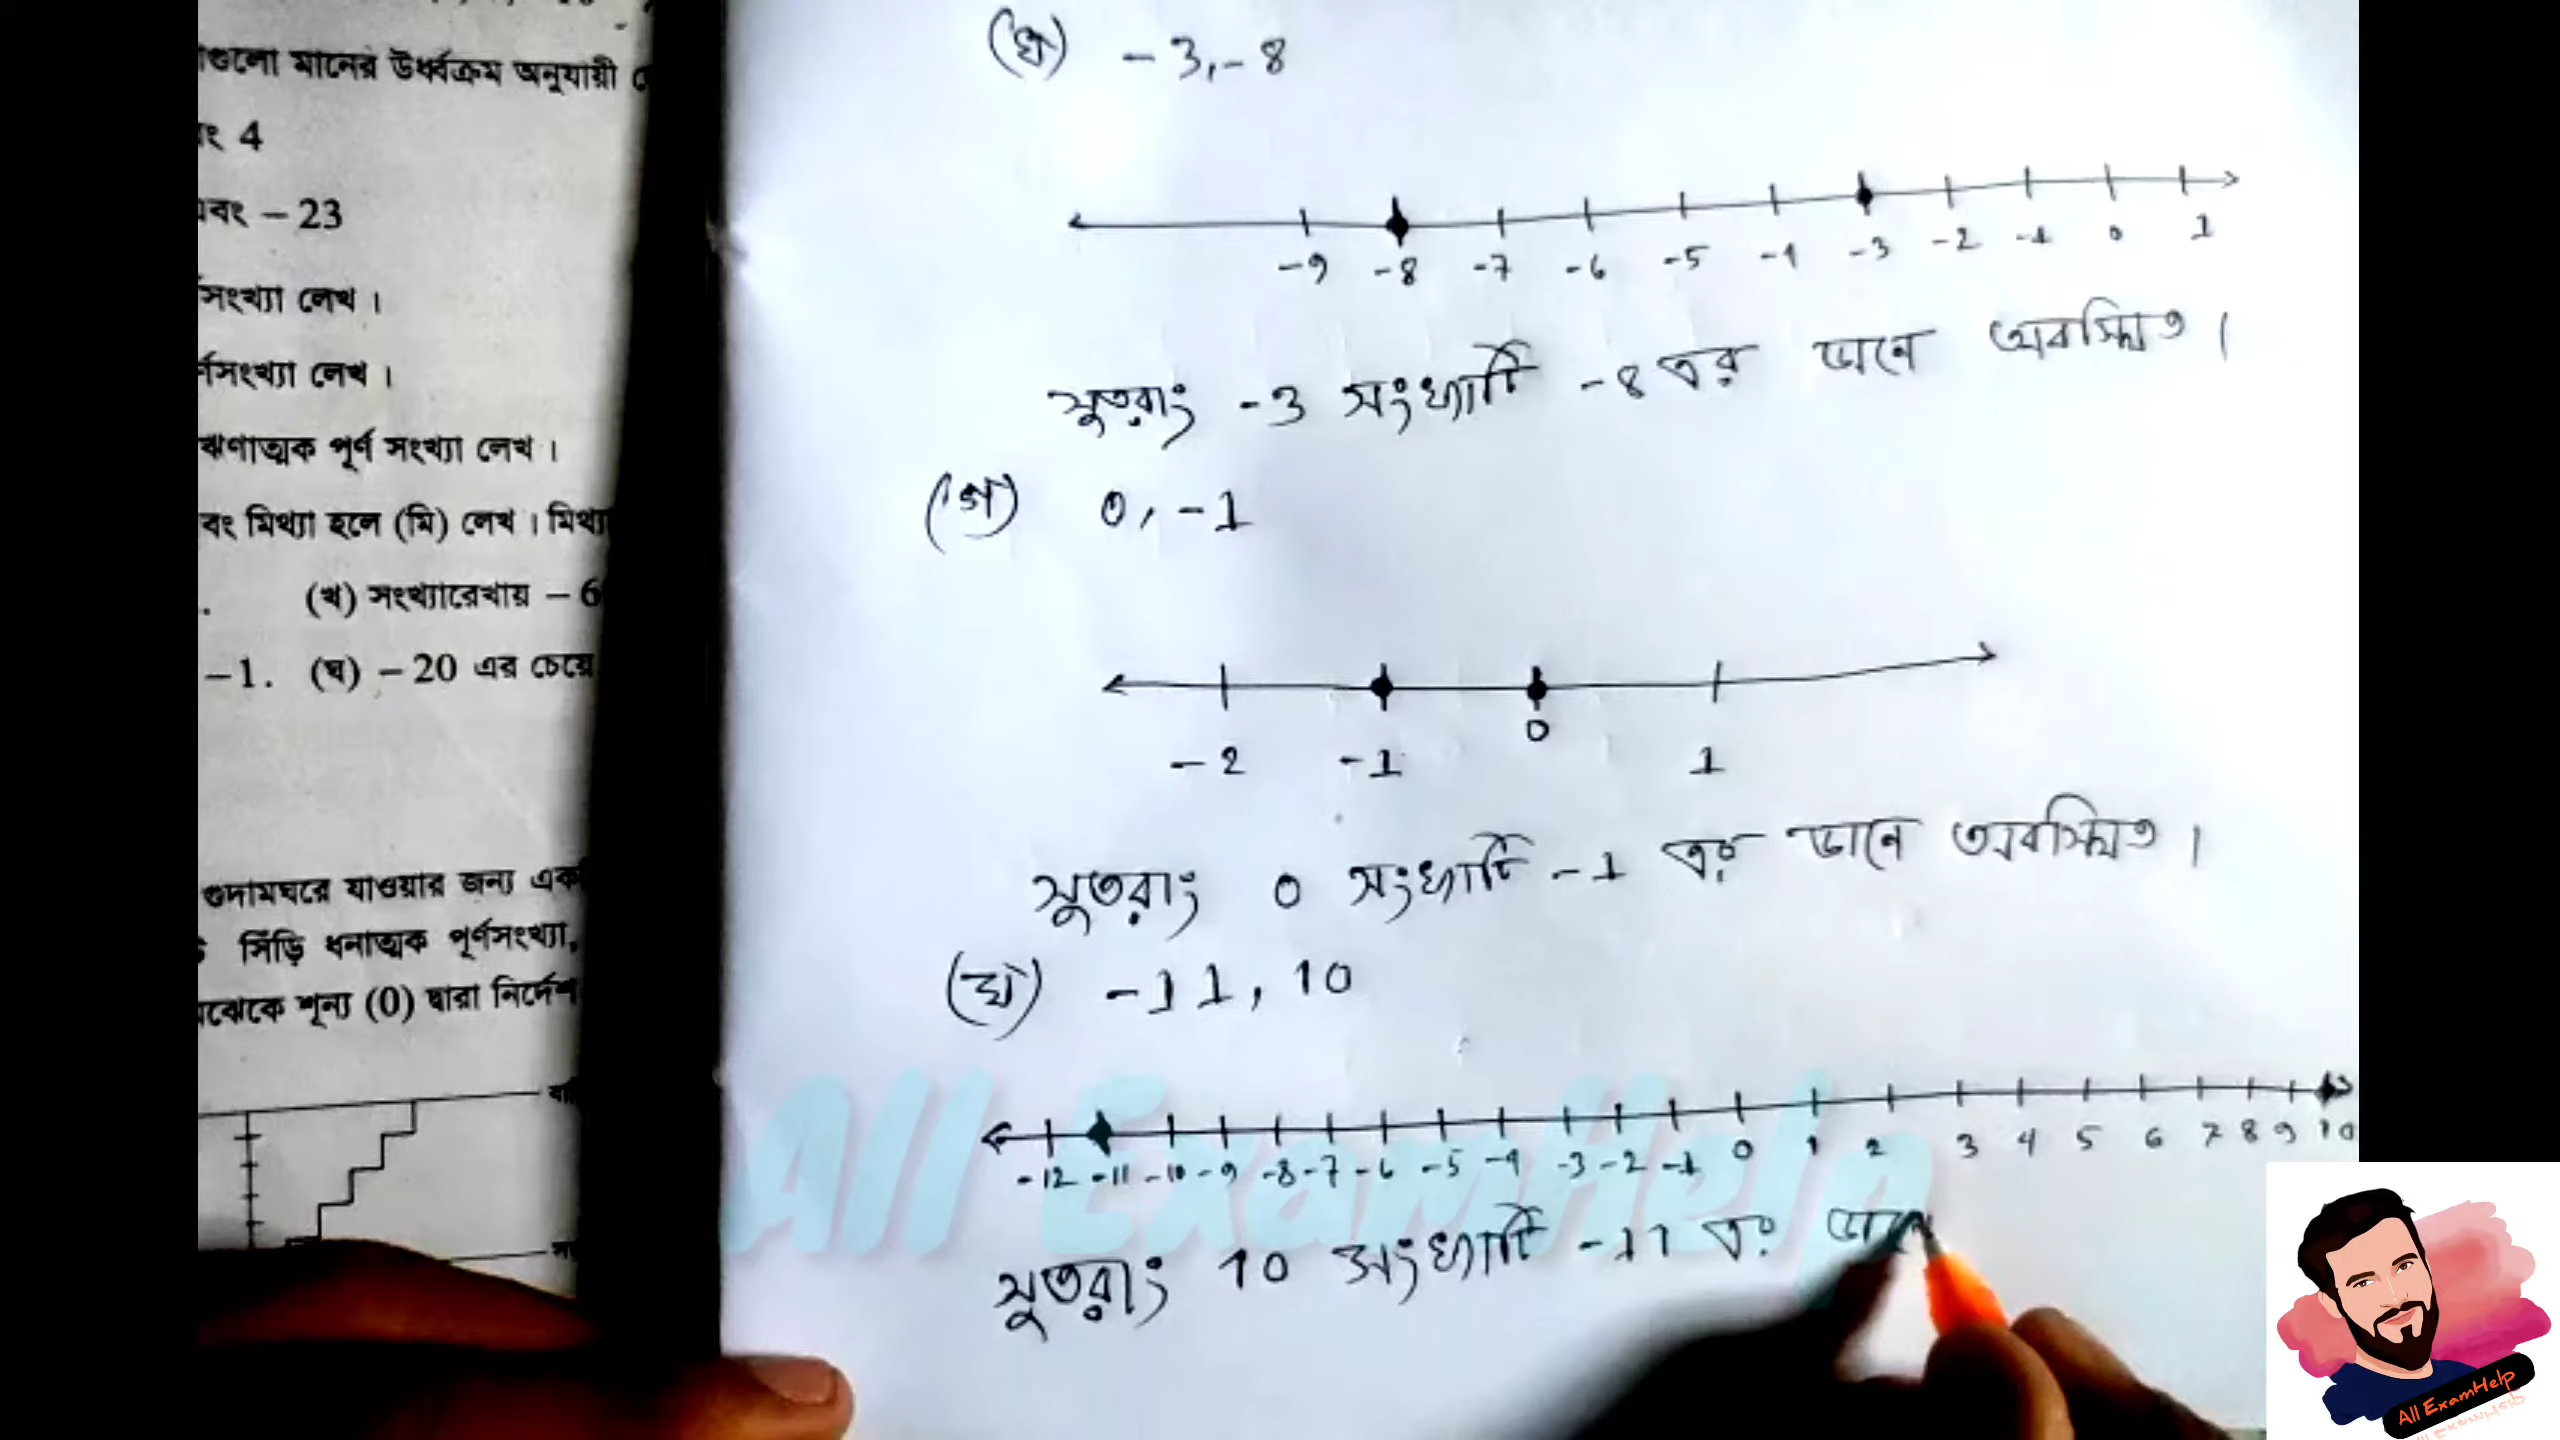 গুলো মানের উর্ধ্বক্রম অনুযায়ী
বং 4
এবং – 23
সংখ্যা লেখ ।
র্ণসংখ্যা লেখ ।
ঋণাত্মক পূর্ণ সংখ্যা লেখ ।
বং মিথ্যা হলে (মি) লেখ । মিথ্যা
(খ) সংখ্যারেখায় – 6
–1. (ঘ) – 20 এর চেয়ে
গুদামঘরে যাওয়ার জন্য এক
সিঁড়ি ধনাত্মক পূর্ণসংখ্যা,
ঝেকে শূন্য (0) দ্বারা নির্দেশ
(খ) -3, -8
-9 -8 -7 -6 -5 -4 -3 -2 -1 0 1
সুতরাং -3 সংখ্যাটি -8 এর ডানে অবস্থিত ।
(গ) 0, -1
-2 -1 0 1
সুতরাং 0 সংখ্যাটি -1 এর ডানে অবস্থিত ।
(ঘ) -11, 10
-12 -11 -10 -9 -8 -7 -6 -5 -4 -3 -2 -1 0 1 2 3 4 5 6 7 8 9 10
সুতরাং 10 সংখ্যাটি -11 এর ডানে
All ExamHelp
All ExamHelp